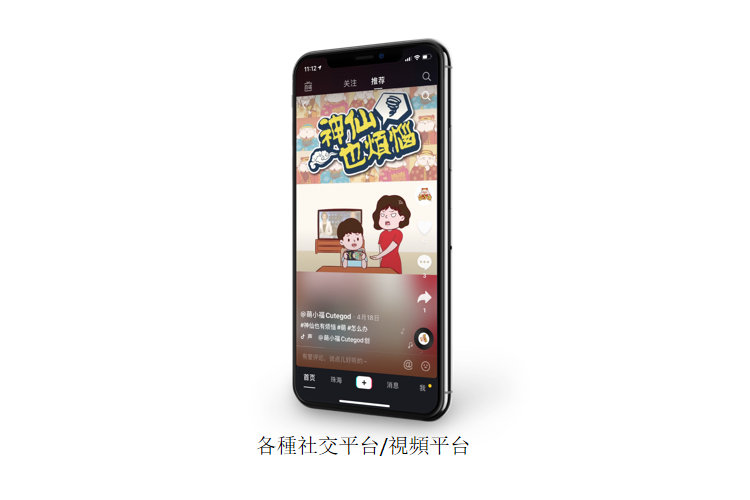 11:12
关注 推荐
神仙
也煩惱
@萌小福Cutegod · 4月18日
#神仙也有烦恼 #萌 #怎么办
@萌小福Cutegod创
有爱评论，说点儿好听的~
首页 珠海 消息 我
3
1
各種社交平台/視頻平台